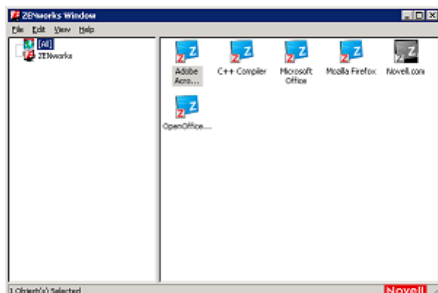 ZENworks Window
File Edit View Help
[All]
ZENworks
Adobe Acro...
C++ Compiler
Microsoft Office
Mozilla Firefox
Novell.com
OpenOffice....
1 Object(s) Selected
Novell